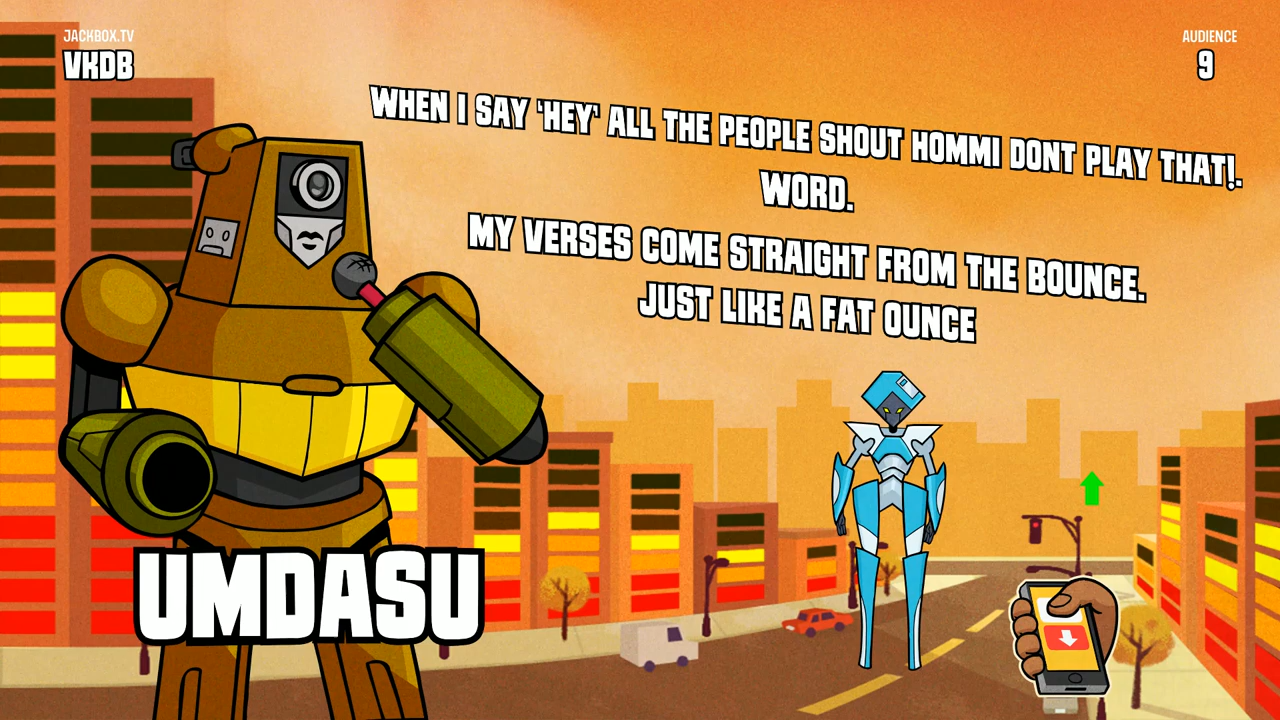 JACKBOX.TV
VKDB
AUDIENCE
9
WHEN I SAY 'HEY' ALL THE PEOPLE SHOUT HOMMI DONT PLAY THAT!.
WORD.
MY VERSES COME STRAIGHT FROM THE BOUNCE.
JUST LIKE A FAT OUNCE
UMDASU